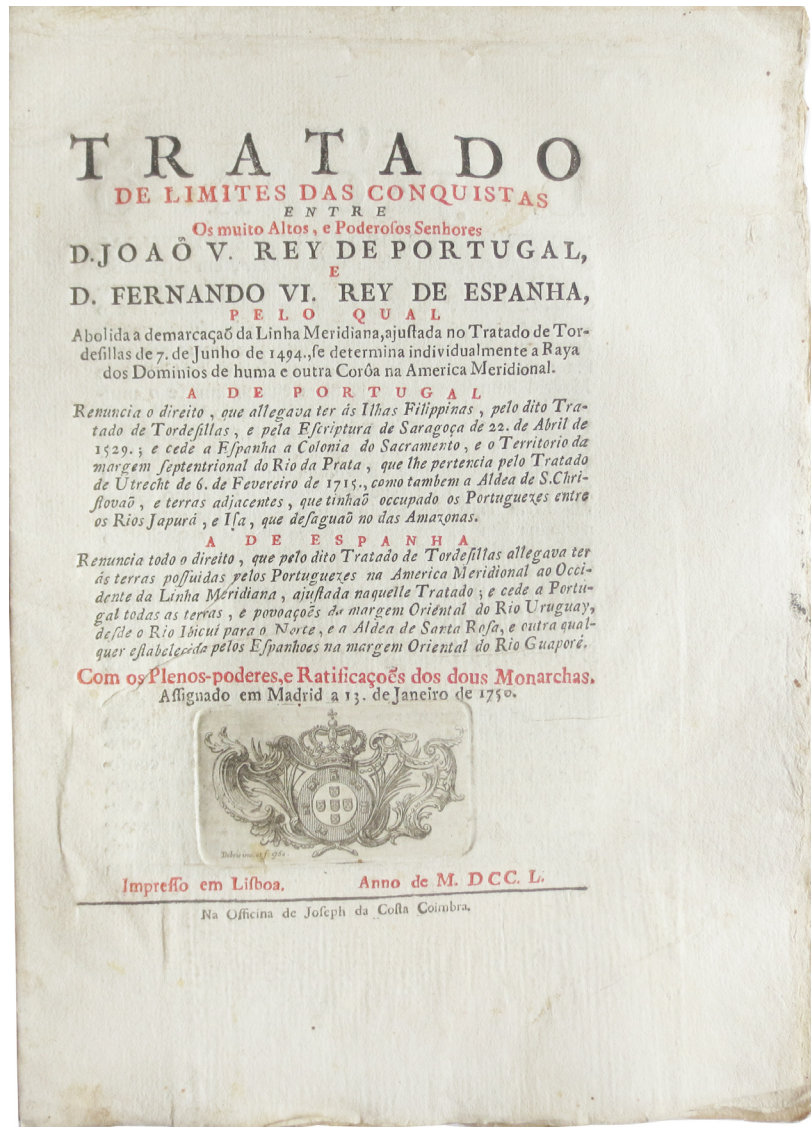 TRATADO
DE LIMITES DAS CONQUISTAS
ENTRE
Os muito Altos, e Poderoſos Senhores
D. JOAÕ V. REY DE PORTUGAL,
E
D. FERNANDO VI. REY DE ESPANHA,
PELO QUAL
Abolida a demarcaçaõ da Linha Meridiana, ajuſtada no Tratado de Tor-
deſillas de 7. de Junho de 1494., ſe determina individualmente a Raya
dos Dominios de huma e outra Corôa na America Meridional.
A DE PORTUGAL
Renuncia o direito, que allegava ter ás Ilhas Filippinas, pelo dito Tra-
tado de Tordeſillas, e pela Eſcriptura de Saragoça de 22. de Abril de
1529.; e cede a Eſpanha a Colonia do Sacramento, e o Territorio da
margem ſeptentrional do Rio da Prata, que lhe pertencia pelo Tratado
de Utrecht de 6. de Fevereiro de 1715., como tambem a Aldea de S. Chri-
ſtovaõ, e terras adjacentes, que tinhaõ occupado os Portuguezes entre
os Rios Japurá, e Iſa, que deſaguaõ no das Amazonas.
A DE ESPANHA
Renuncia todo o direito, que pelo dito Tratado de Tordeſillas allegava ter
ás terras poſſuidas pelos Portuguezes na America Meridional ao Occi-
dente da Linha Meridiana, ajuſtada naquelle Tratado; e cede a Portu-
gal todas as terras, e povoaçoẽs da margem Oriental do Rio Uruguay,
deſde o Rio Ibicuí para o Norte, e a Aldea de Santa Roſa, e outra qual-
quer eſtabelecida pelos Eſpanhoes na margem Oriental do Rio Guaporé.
Com os Plenos-poderes, e Ratificaçoẽs dos dous Monarchas.
Aſſignado em Madrid a 13. de Janeiro de 1750.
Impreſſo em Liſboa. Anno de M. DCC. L.
Na Officina de Joſeph da Coſta Coimbra.